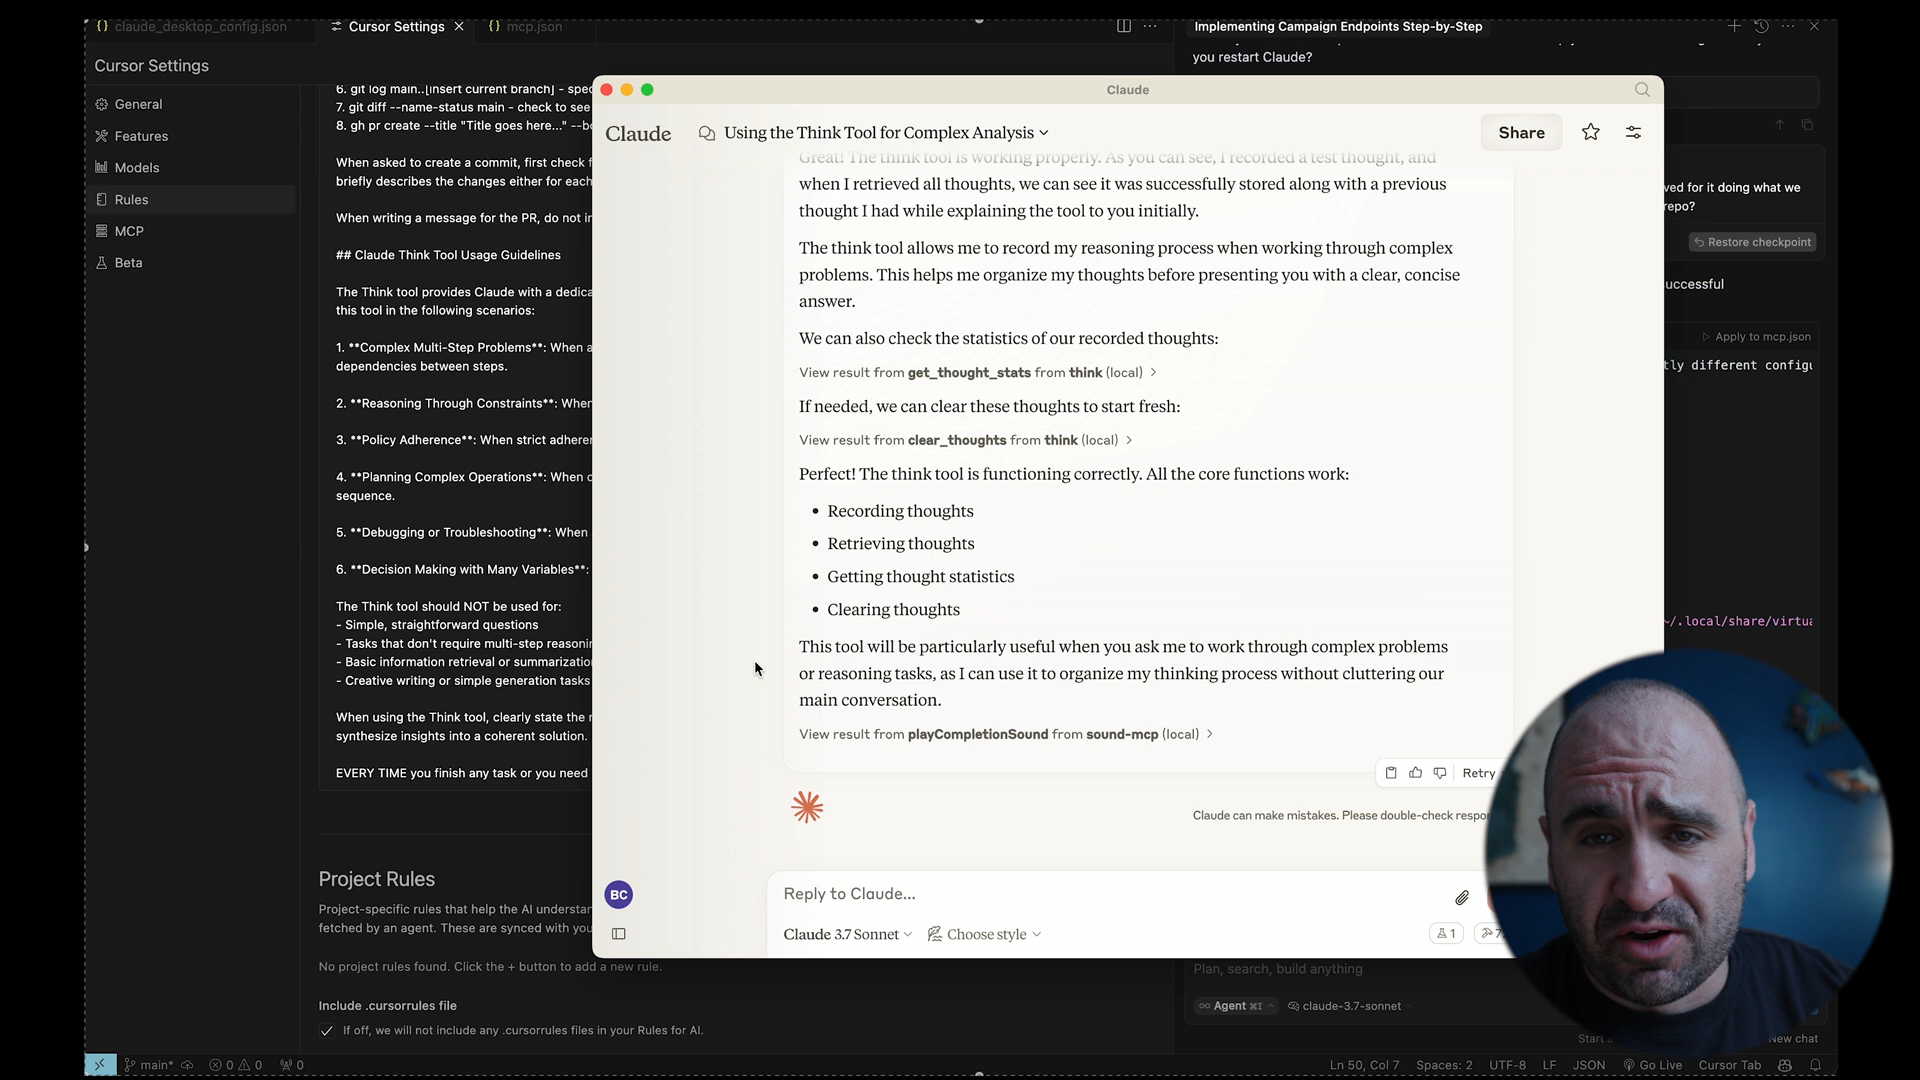 claude_desktop_config.json
Cursor Settings
mcp.json
Implementing Campaign Endpoints Step-by-Step
you restart Claude?
Cursor Settings
General
Features
Models
Rules
MCP
Beta
6. git log main..[insert current branch] - spec
7. git diff --name-status main - check to see
8. gh pr create --title "Title goes here..." --bo
When asked to create a commit, first check f
briefly describes the changes either for each
When writing a message for the PR, do not in
## Claude Think Tool Usage Guidelines
The Think tool provides Claude with a dedica
this tool in the following scenarios:
1. **Complex Multi-Step Problems**: When a
dependencies between steps.
2. **Reasoning Through Constraints**: When
3. **Policy Adherence**: When strict adheren
4. **Planning Complex Operations**: When o
sequence.
5. **Debugging or Troubleshooting**: When
6. **Decision Making with Many Variables**:
The Think tool should NOT be used for:
- Simple, straightforward questions
- Tasks that don't require multi-step reasonin
- Basic information retrieval or summarizatio
- Creative writing or simple generation tasks
When using the Think tool, clearly state the
synthesize insights into a coherent solution.
EVERY TIME you finish any task or you need
Project Rules
Project-specific rules that help the AI understan
fetched by an agent. These are synced with you
No project rules found. Click the + button to add a new rule.
Include .cursorrules file
If off, we will not include any .cursorrules files in your Rules for AI.
Claude
Claude
Using the Think Tool for Complex Analysis
Share
Great! The think tool is working properly. As you can see, I recorded a test thought, and
when I retrieved all thoughts, we can see it was successfully stored along with a previous
thought I had while explaining the tool to you initially.
The think tool allows me to record my reasoning process when working through complex
problems. This helps me organize my thoughts before presenting you with a clear, concise
answer.
We can also check the statistics of our recorded thoughts:
View result from get_thought_stats from think (local)
If needed, we can clear these thoughts to start fresh:
View result from clear_thoughts from think (local)
Perfect! The think tool is functioning correctly. All the core functions work:
• Recording thoughts
• Retrieving thoughts
• Getting thought statistics
• Clearing thoughts
This tool will be particularly useful when you ask me to work through complex problems
or reasoning tasks, as I can use it to organize my thinking process without cluttering our
main conversation.
View result from playCompletionSound from sound-mcp (local)
Retry
Claude can make mistakes. Please double-check respon
BC
Reply to Claude...
Claude 3.7 Sonnet
Choose style
1
7
ved for it doing what we
repo?
Restore checkpoint
uccessful
Apply to mcp.json
tly different configu
~/.local/share/virtua
Plan, search, build anything
Agent ⌘I
claude-3.7-sonnet
Start
New chat
main*
0
0
0
Ln 50, Col 7
Spaces: 2
UTF-8
LF
JSON
Go Live
Cursor Tab